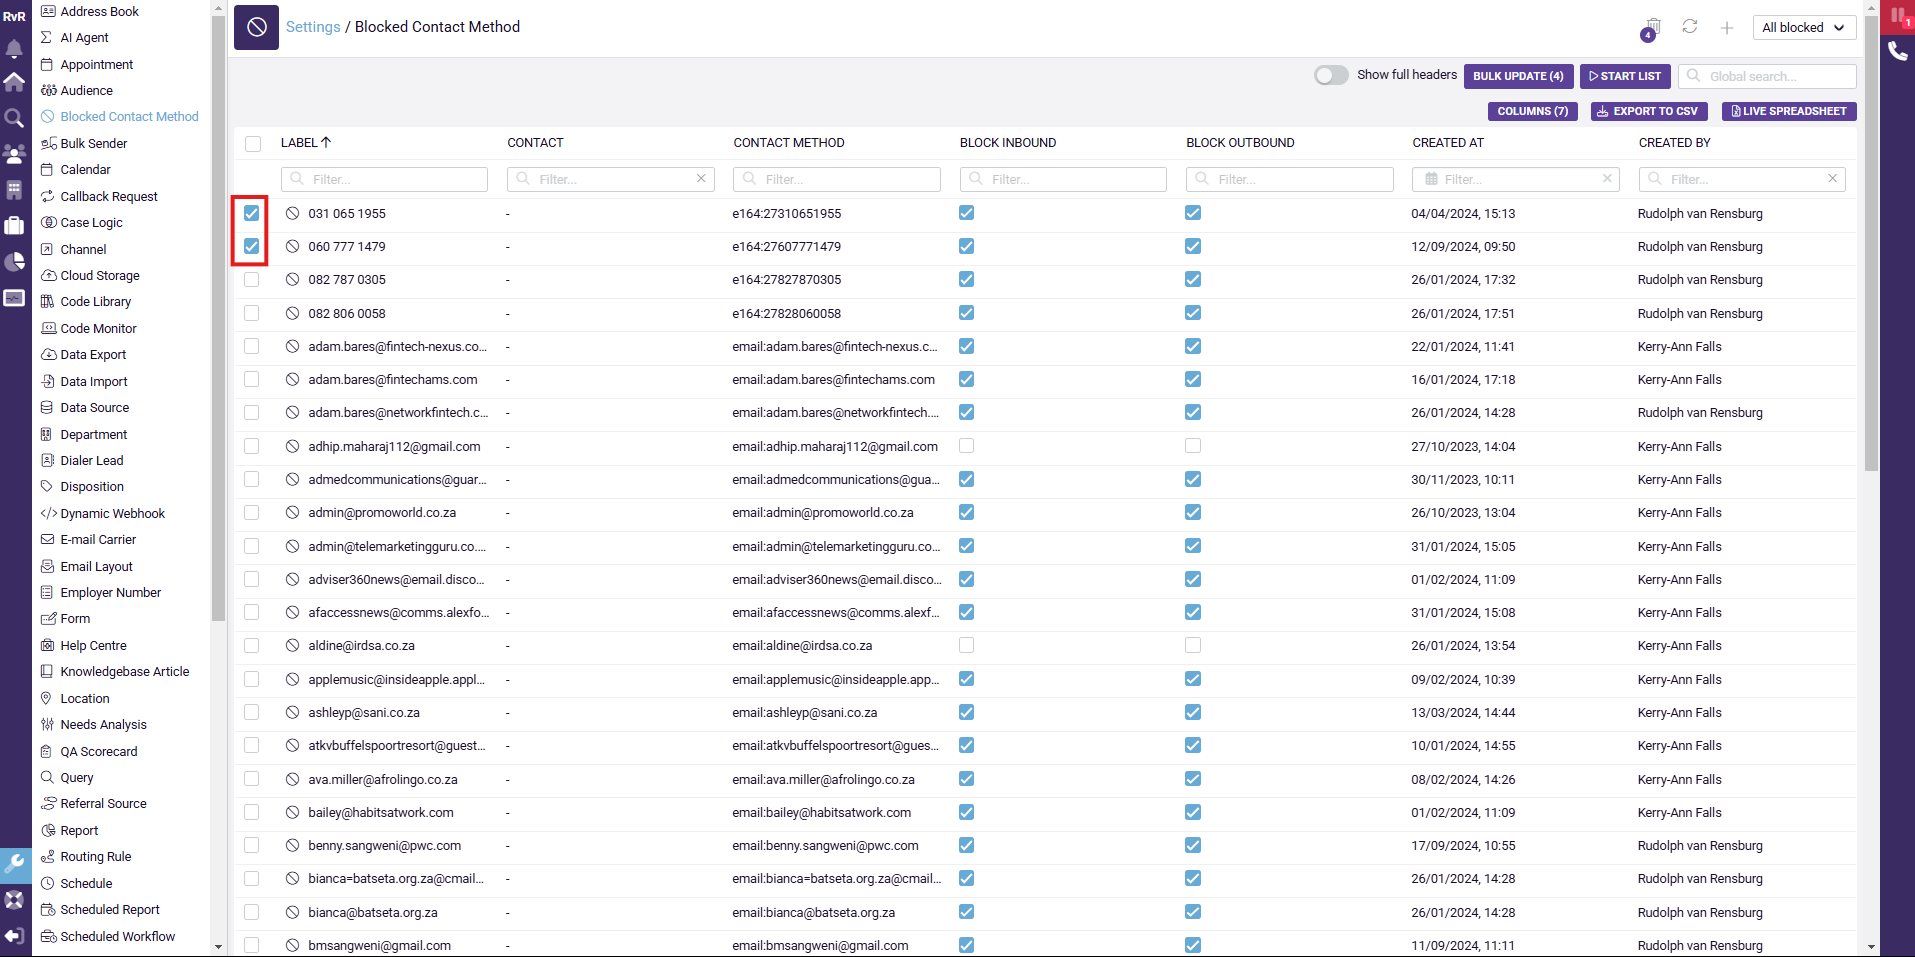 RvR
Address Book
AI Agent
Appointment
Audience
Blocked Contact Method
Bulk Sender
Calendar
Callback Request
Case Logic
Channel
Cloud Storage
Code Library
Code Monitor
Data Export
Data Import
Data Source
Department
Dialer Lead
Disposition
Dynamic Webhook
E-mail Carrier
Email Layout
Employer Number
Form
Help Centre
Knowledgebase Article
Location
Needs Analysis
QA Scorecard
Query
Referral Source
Report
Routing Rule
Schedule
Scheduled Report
Scheduled Workflow
Settings / Blocked Contact Method
4
All blocked
1
Show full headers BULK UPDATE (4) START LIST Global search...
COLUMNS (7) EXPORT TO CSV LIVE SPREADSHEET
LABEL CONTACT CONTACT METHOD BLOCK INBOUND BLOCK OUTBOUND CREATED AT CREATED BY
Filter... Filter... Filter... Filter... Filter... Filter... Filter...
031 065 1955 - e164:27310651955 04/04/2024, 15:13 Rudolph van Rensburg
060 777 1479 - e164:27607771479 12/09/2024, 09:50 Rudolph van Rensburg
082 787 0305 - e164:27827870305 26/01/2024, 17:32 Rudolph van Rensburg
082 806 0058 - e164:27828060058 26/01/2024, 17:51 Rudolph van Rensburg
adam.bares@fintech-nexus.co... - email:adam.bares@fintech-nexus.c... 22/01/2024, 11:41 Kerry-Ann Falls
adam.bares@fintechams.com - email:adam.bares@fintechams.com 16/01/2024, 17:18 Kerry-Ann Falls
adam.bares@networkfintech.c... - email:adam.bares@networkfintech.... 26/01/2024, 14:28 Rudolph van Rensburg
adhip.maharaj112@gmail.com - email:adhip.maharaj112@gmail.com 27/10/2023, 14:04 Kerry-Ann Falls
admedcommunications@guar... - email:admedcommunications@gua... 30/11/2023, 10:11 Kerry-Ann Falls
admin@promoworld.co.za - email:admin@promoworld.co.za 26/10/2023, 13:04 Kerry-Ann Falls
admin@telemarketingguru.co.... - email:admin@telemarketingguru.co... 31/01/2024, 15:05 Kerry-Ann Falls
adviser360news@email.disco... - email:adviser360news@email.disco... 01/02/2024, 11:09 Kerry-Ann Falls
afaccessnews@comms.alexfo... - email:afaccessnews@comms.alexf... 31/01/2024, 15:08 Kerry-Ann Falls
aldine@irdsa.co.za - email:aldine@irdsa.co.za 26/01/2024, 13:54 Kerry-Ann Falls
applemusic@insideapple.appl... - email:applemusic@insideapple.app... 09/02/2024, 10:39 Kerry-Ann Falls
ashleyp@sani.co.za - email:ashleyp@sani.co.za 13/03/2024, 14:44 Kerry-Ann Falls
atkvbuffelspoortresort@guest... - email:atkvbuffelspoortresort@gues... 10/01/2024, 14:55 Kerry-Ann Falls
ava.miller@afrolingo.co.za - email:ava.miller@afrolingo.co.za 08/02/2024, 14:26 Kerry-Ann Falls
bailey@habitsatwork.com - email:bailey@habitsatwork.com 01/02/2024, 11:09 Kerry-Ann Falls
benny.sangweni@pwc.com - email:benny.sangweni@pwc.com 17/09/2024, 10:55 Rudolph van Rensburg
bianca=batseta.org.za@cmail... - email:bianca=batseta.org.za@cmail... 26/01/2024, 14:28 Rudolph van Rensburg
bianca@batseta.org.za - email:bianca@batseta.org.za 26/01/2024, 14:28 Rudolph van Rensburg
bmsangweni@gmail.com - email:bmsangweni@gmail.com 11/09/2024, 11:11 Rudolph van Rensburg